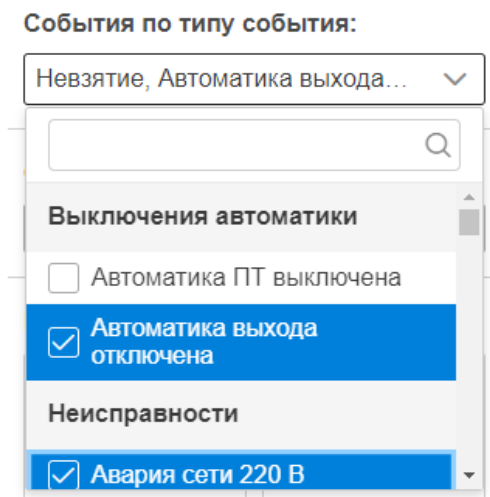 События по типу события:
Невзятие, Автоматика выхода...
Выключения автоматики
Автоматика ПТ выключена
Автоматика выхода
отключена
Неисправности
Авария сети 220 В